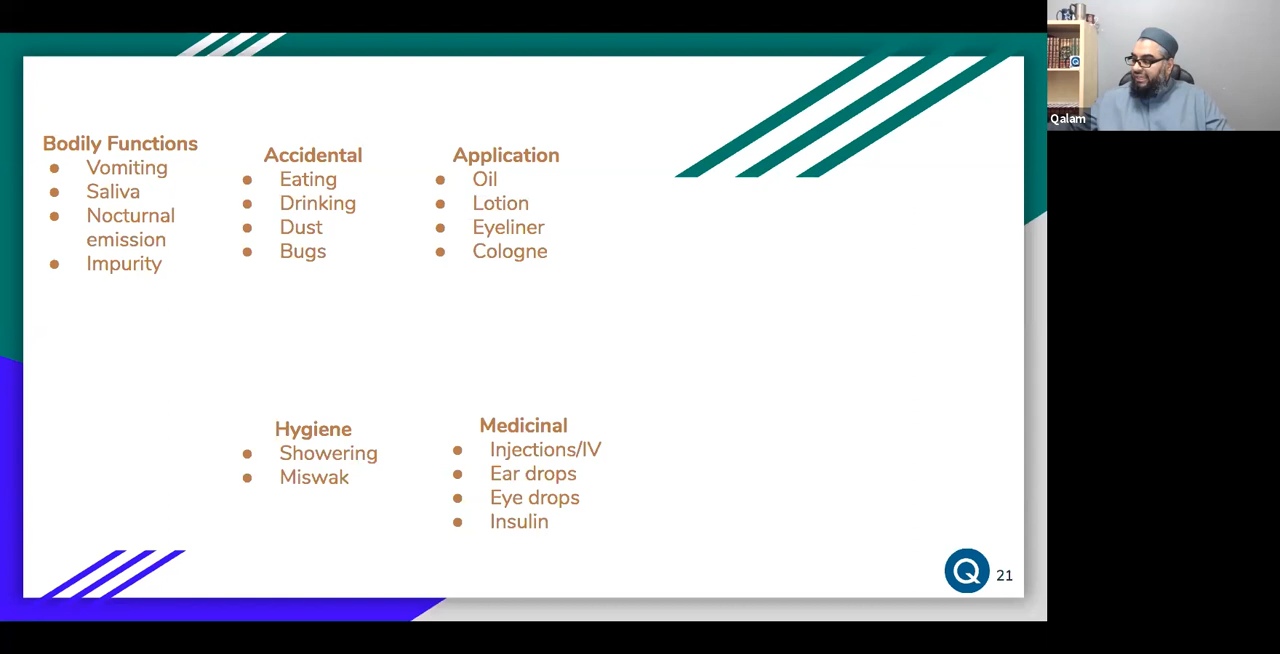 Bodily Functions
● Vomiting
● Saliva
● Nocturnal
emission
● Impurity
Accidental
● Eating
● Drinking
● Dust
● Bugs
Application
● Oil
● Lotion
● Eyeliner
● Cologne
Hygiene
● Showering
● Miswak
Medicinal
● Injections/IV
● Ear drops
● Eye drops
● Insulin
Q 21
Qalam